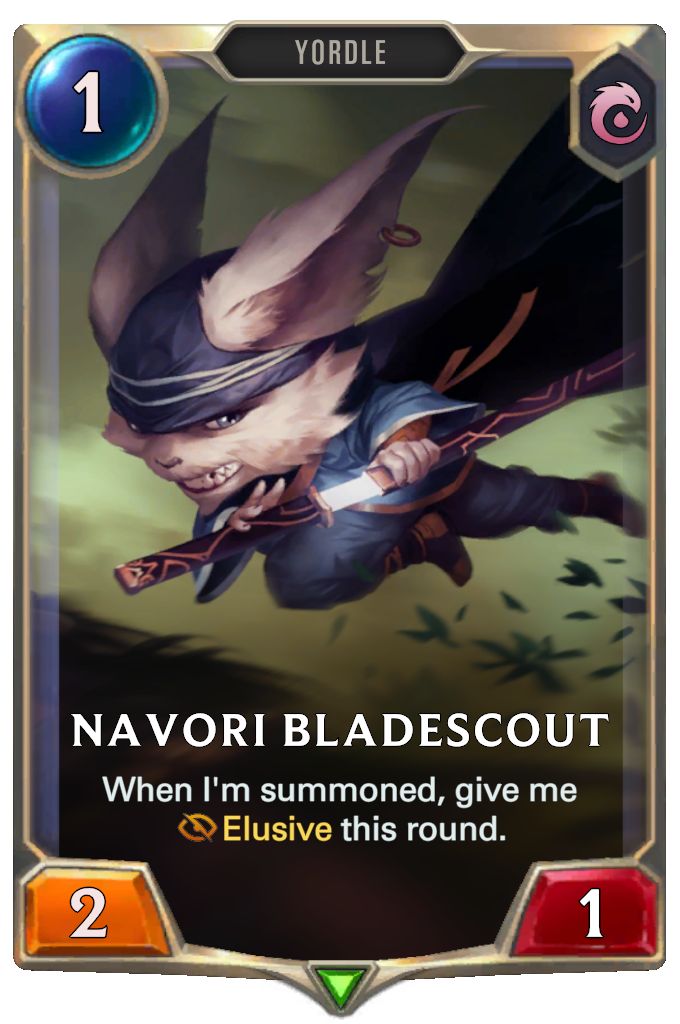 1
YORDLE
NAVORI BLADESCOUT
When I'm summoned, give me
Elusive this round.
2
1